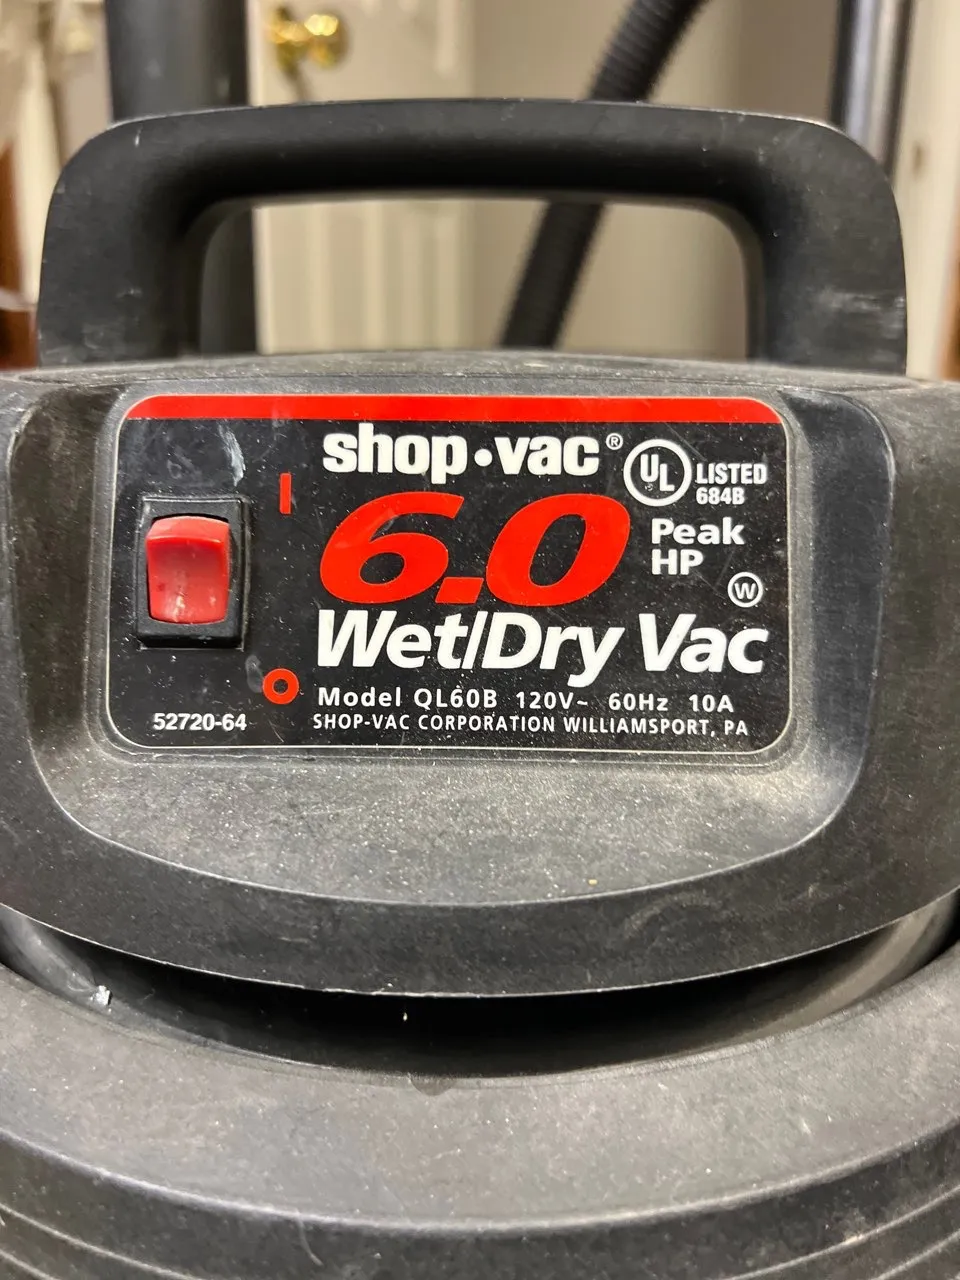 shop•vac®
UL LISTED
684B
6.0 Peak
HP
W
Wet/Dry Vac
Model QL60B 120V~ 60Hz 10A
52720-64
SHOP-VAC CORPORATION WILLIAMSPORT, PA